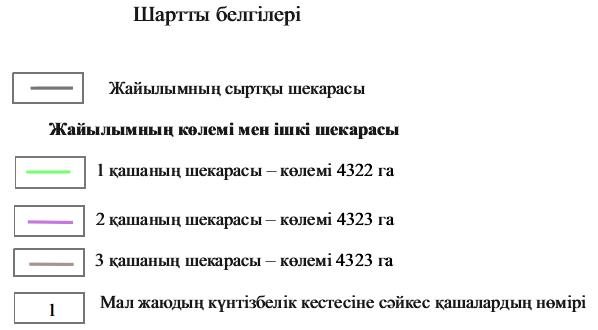 Шартты белгілері
Жайылымның сыртқы шекарасы
Жайылымның көлемі мен ішкі шекарасы
1 қашаның шекарасы – көлемі 4322 га
2 қашаның шекарасы – көлемі 4323 га
3 қашаның шекарасы – көлемі 4323 га
1 Мал жаюдың күнтізбелік кестесіне сәйкес қашалардың нөмірі